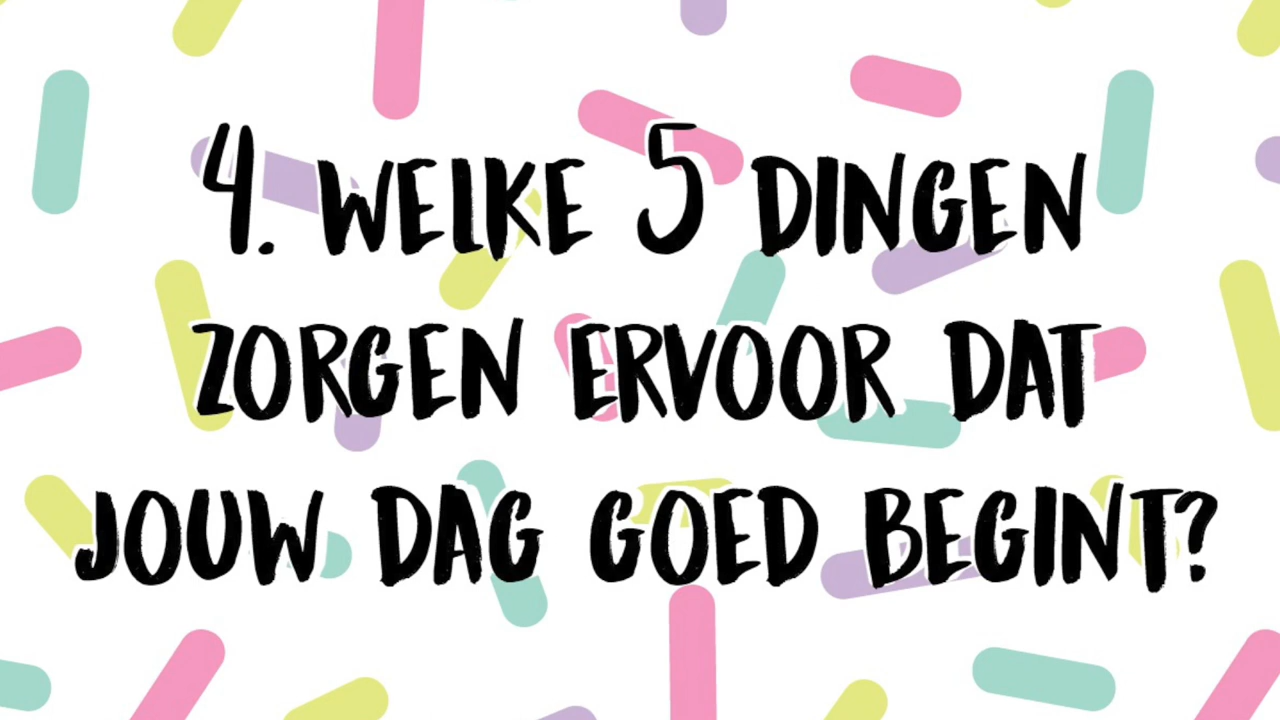 4. WELKE 5 DINGEN
ZORGEN ERVOOR DAT
JOUW DAG GOED BEGINT?